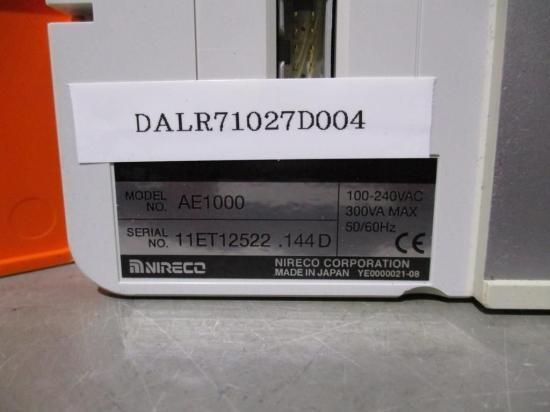 DALR71027D004
MODEL NO. AE1000
SERIAL NO. 11ET12522 .144D
100-240VAC
300VA MAX
50/60Hz
CE
NIRECO
NIRECO CORPORATION
MADE IN JAPAN YE0000021-08